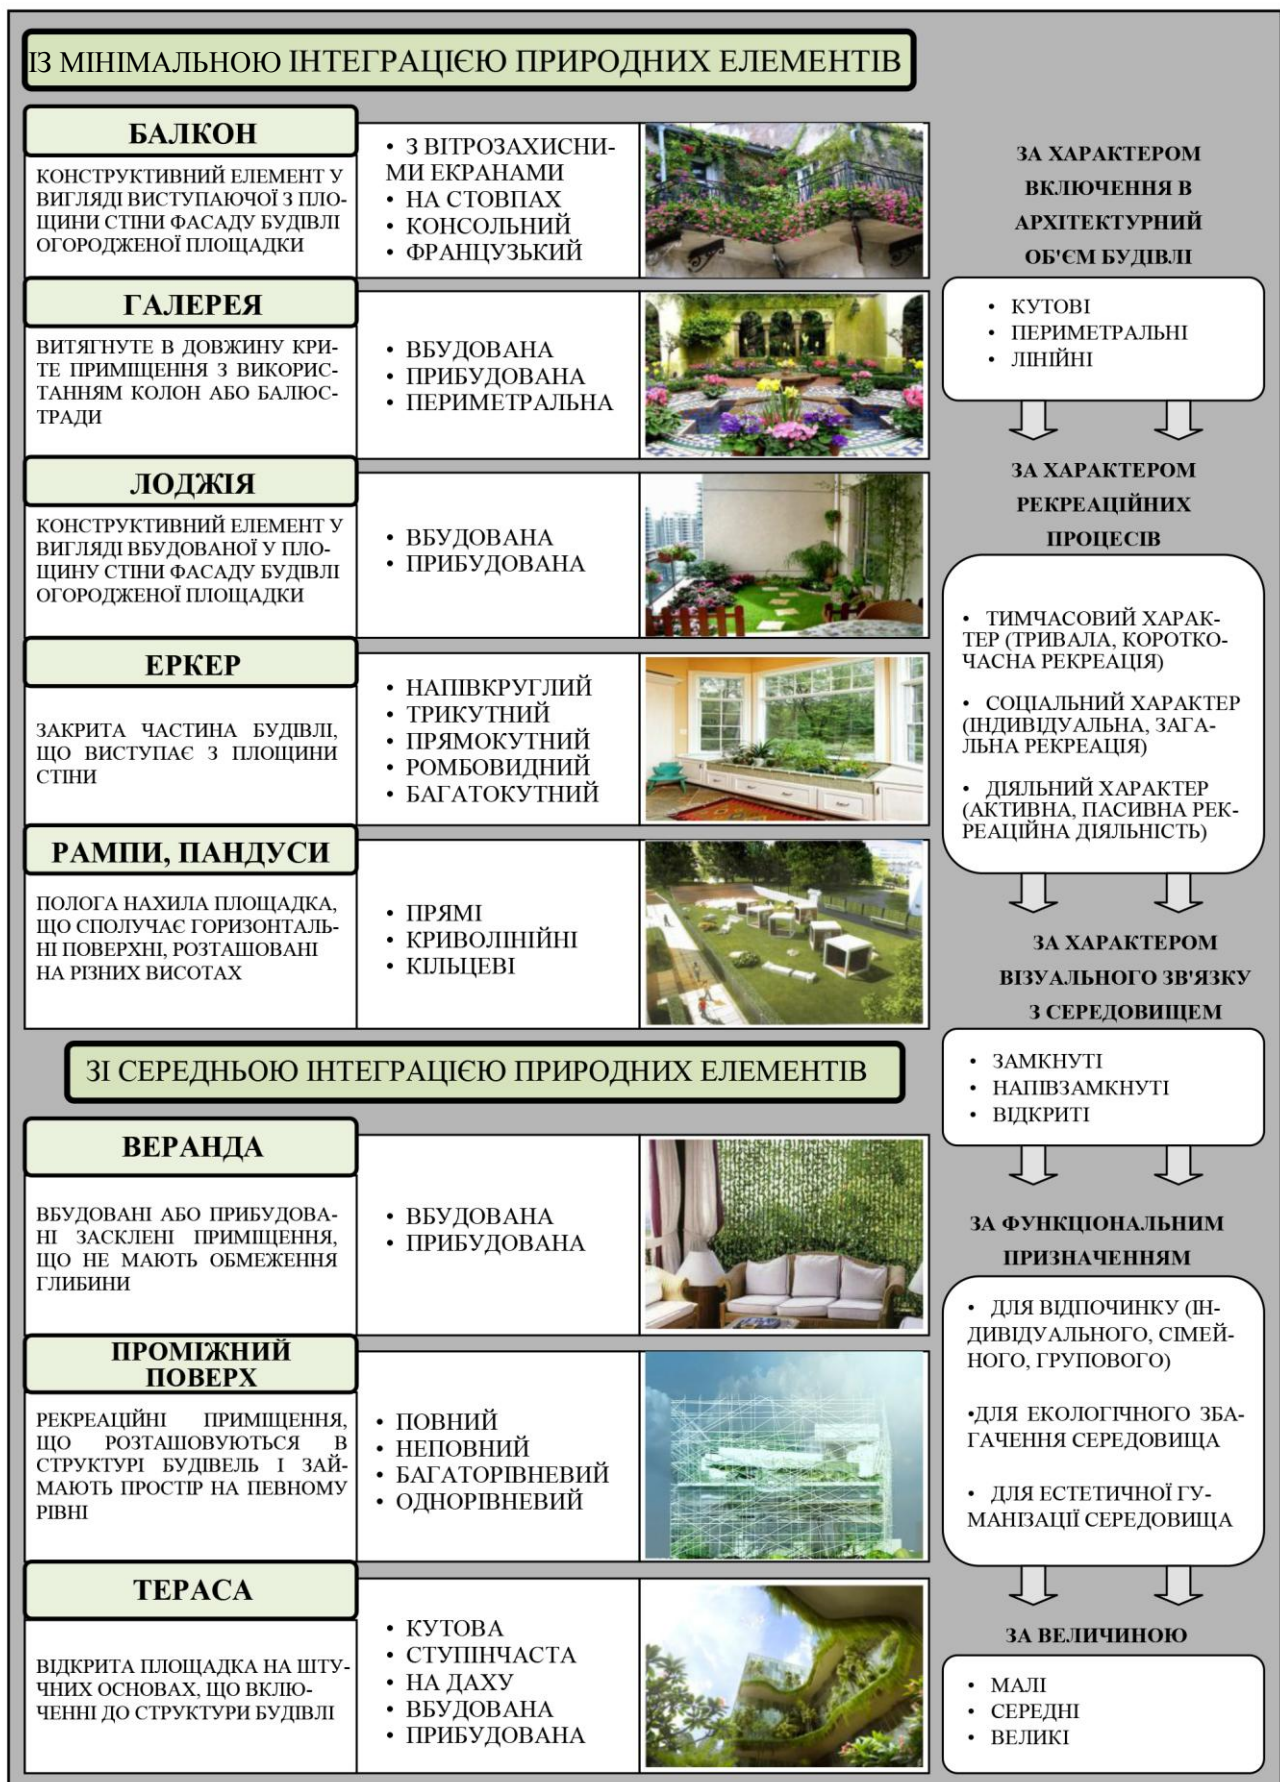 ІЗ МІНІМАЛЬНОЮ ІНТЕГРАЦІЄЮ ПРИРОДНИХ ЕЛЕМЕНТІВ
БАЛКОН
КОНСТРУКТИВНИЙ ЕЛЕМЕНТ У
ВИГЛЯДІ ВИСТУПАЮЧОЇ З ПЛО-
ЩИНИ СТІНИ ФАСАДУ БУДІВЛІ
ОГОРОДЖЕНОЇ ПЛОЩАДКИ
• З ВІТРОЗАХИСНИ-
МИ ЕКРАНАМИ
• НА СТОВПАХ
• КОНСОЛЬНИЙ
• ФРАНЦУЗЬКИЙ
ГАЛЕРЕЯ
ВИТЯГНУТЕ В ДОВЖИНУ КРИ-
ТЕ ПРИМІЩЕННЯ З ВИКОРИС-
ТАННЯМ КОЛОН АБО БАЛЮС-
ТРАДИ
• ВБУДОВАНА
• ПРИБУДОВАНА
• ПЕРИМЕТРАЛЬНА
ЛОДЖІЯ
КОНСТРУКТИВНИЙ ЕЛЕМЕНТ У
ВИГЛЯДІ ВБУДОВАНОЇ У ПЛО-
ЩИНУ СТІНИ ФАСАДУ БУДІВЛІ
ОГОРОДЖЕНОЇ ПЛОЩАДКИ
• ВБУДОВАНА
• ПРИБУДОВАНА
ЕРКЕР
ЗАКРИТА ЧАСТИНА БУДІВЛІ,
ЩО ВИСТУПАЄ З ПЛОЩИНИ
СТІНИ
• НАПІВКРУГЛИЙ
• ТРИКУТНИЙ
• ПРЯМОКУТНИЙ
• РОМБОВИДНИЙ
• БАГАТОКУТНИЙ
РАМПИ, ПАНДУСИ
ПОЛОГА НАХИЛА ПЛОЩАДКА,
ЩО СПОЛУЧАЄ ГОРИЗОНТАЛЬ-
НІ ПОВЕРХНІ, РОЗТАШОВАНІ
НА РІЗНИХ ВИСОТАХ
• ПРЯМІ
• КРИВОЛІНІЙНІ
• КІЛЬЦЕВІ
ЗІ СЕРЕДНЬОЮ ІНТЕГРАЦІЄЮ ПРИРОДНИХ ЕЛЕМЕНТІВ
ВЕРАНДА
ВБУДОВАНІ АБО ПРИБУДОВА-
НІ ЗАСКЛЕНІ ПРИМІЩЕННЯ,
ЩО НЕ МАЮТЬ ОБМЕЖЕННЯ
ГЛИБИНИ
• ВБУДОВАНА
• ПРИБУДОВАНА
ПРОМІЖНИЙ
ПОВЕРХ
РЕКРЕАЦІЙНІ ПРИМІЩЕННЯ,
ЩО РОЗТАШОВУЮТЬСЯ В
СТРУКТУРІ БУДІВЕЛЬ І ЗАЙ-
МАЮТЬ ПРОСТІР НА ПЕВНОМУ
РІВНІ
• ПОВНИЙ
• НЕПОВНИЙ
• БАГАТОРІВНЕВИЙ
• ОДНОРІВНЕВИЙ
ТЕРАСА
ВІДКРИТА ПЛОЩАДКА НА ШТУ-
ЧНИХ ОСНОВАХ, ЩО ВКЛЮ-
ЧЕННІ ДО СТРУКТУРИ БУДІВЛІ
• КУТОВА
• СТУПІНЧАСТА
• НА ДАХУ
• ВБУДОВАНА
• ПРИБУДОВАНА
ЗА ХАРАКТЕРОМ
ВКЛЮЧЕННЯ В
АРХІТЕКТУРНИЙ
ОБ'ЄМ БУДІВЛІ
• КУТОВІ
• ПЕРИМЕТРАЛЬНІ
• ЛІНІЙНІ
ЗА ХАРАКТЕРОМ
РЕКРЕАЦІЙНИХ
ПРОЦЕСІВ
• ТИМЧАСОВИЙ ХАРАК-
ТЕР (ТРИВАЛА, КОРОТКО-
ЧАСНА РЕКРЕАЦІЯ)
• СОЦІАЛЬНИЙ ХАРАКТЕР
(ІНДИВІДУАЛЬНА, ЗАГА-
ЛЬНА РЕКРЕАЦІЯ)
• ДІЯЛЬНИЙ ХАРАКТЕР
(АКТИВНА, ПАСИВНА РЕК-
РЕАЦІЙНА ДІЯЛЬНІСТЬ)
ЗА ХАРАКТЕРОМ
ВІЗУАЛЬНОГО ЗВ'ЯЗКУ
З СЕРЕДОВИЩЕМ
• ЗАМКНУТІ
• НАПІВЗАМКНУТІ
• ВІДКРИТІ
ЗА ФУНКЦІОНАЛЬНИМ
ПРИЗНАЧЕННЯМ
• ДЛЯ ВІДПОЧИНКУ (ІН-
ДИВІДУАЛЬНОГО, СІМЕЙ-
НОГО, ГРУПОВОГО)
•ДЛЯ ЕКОЛОГІЧНОГО ЗБА-
ГАЧЕННЯ СЕРЕДОВИЩА
• ДЛЯ ЕСТЕТИЧНОЇ ГУ-
МАНІЗАЦІЇ СЕРЕДОВИЩА
ЗА ВЕЛИЧИНОЮ
• МАЛІ
• СЕРЕДНІ
• ВЕЛИКІ